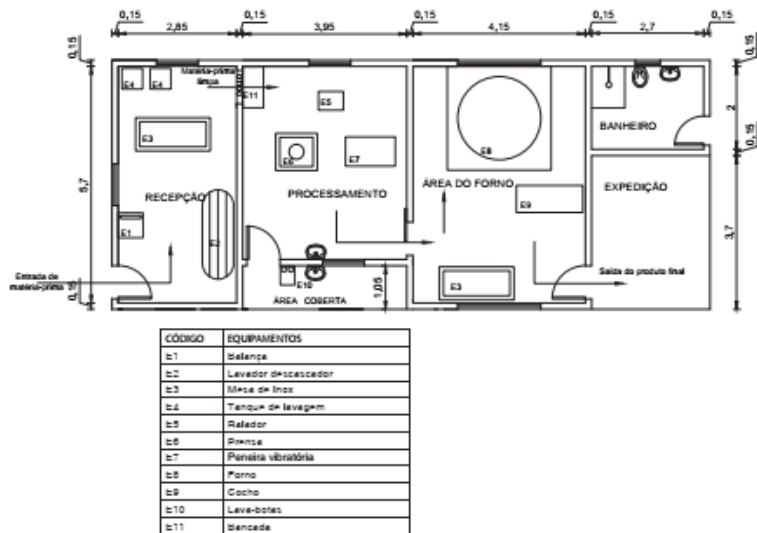 0,15
0,15
0,15
0,15
0,15
2,85
3,95
4,15
2,7
0,15
0,15
Matéria-prima
limpa
E4
E4
E11
E5
E3
E6
E7
E8
BANHEIRO
2
0,15
5,7
RECEPÇÃO
PROCESSAMENTO
ÁREA DO FORNO
EXPEDIÇÃO
E9
E1
E2
3,7
Entrada de
matéria-prima
Saída do produto final
0,15
E10
ÁREA COBERTA
1,05
E3
CÓDIGO EQUIPAMENTOS
E1 Balança
E2 Lavador descascador
E3 Mesa de Inox
E4 Tanque de lavagem
E5 Ralador
E6 Prensa
E7 Peneira vibratória
E8 Forno
E9 Cocho
E10 Lava-botas
E11 Bancada